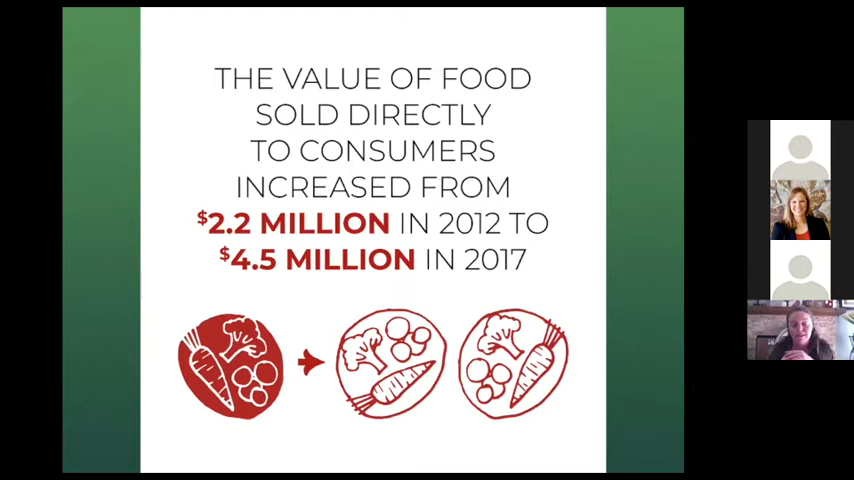 THE VALUE OF FOOD
SOLD DIRECTLY
TO CONSUMERS
INCREASED FROM
$2.2 MILLION IN 2012 TO
$4.5 MILLION IN 2017